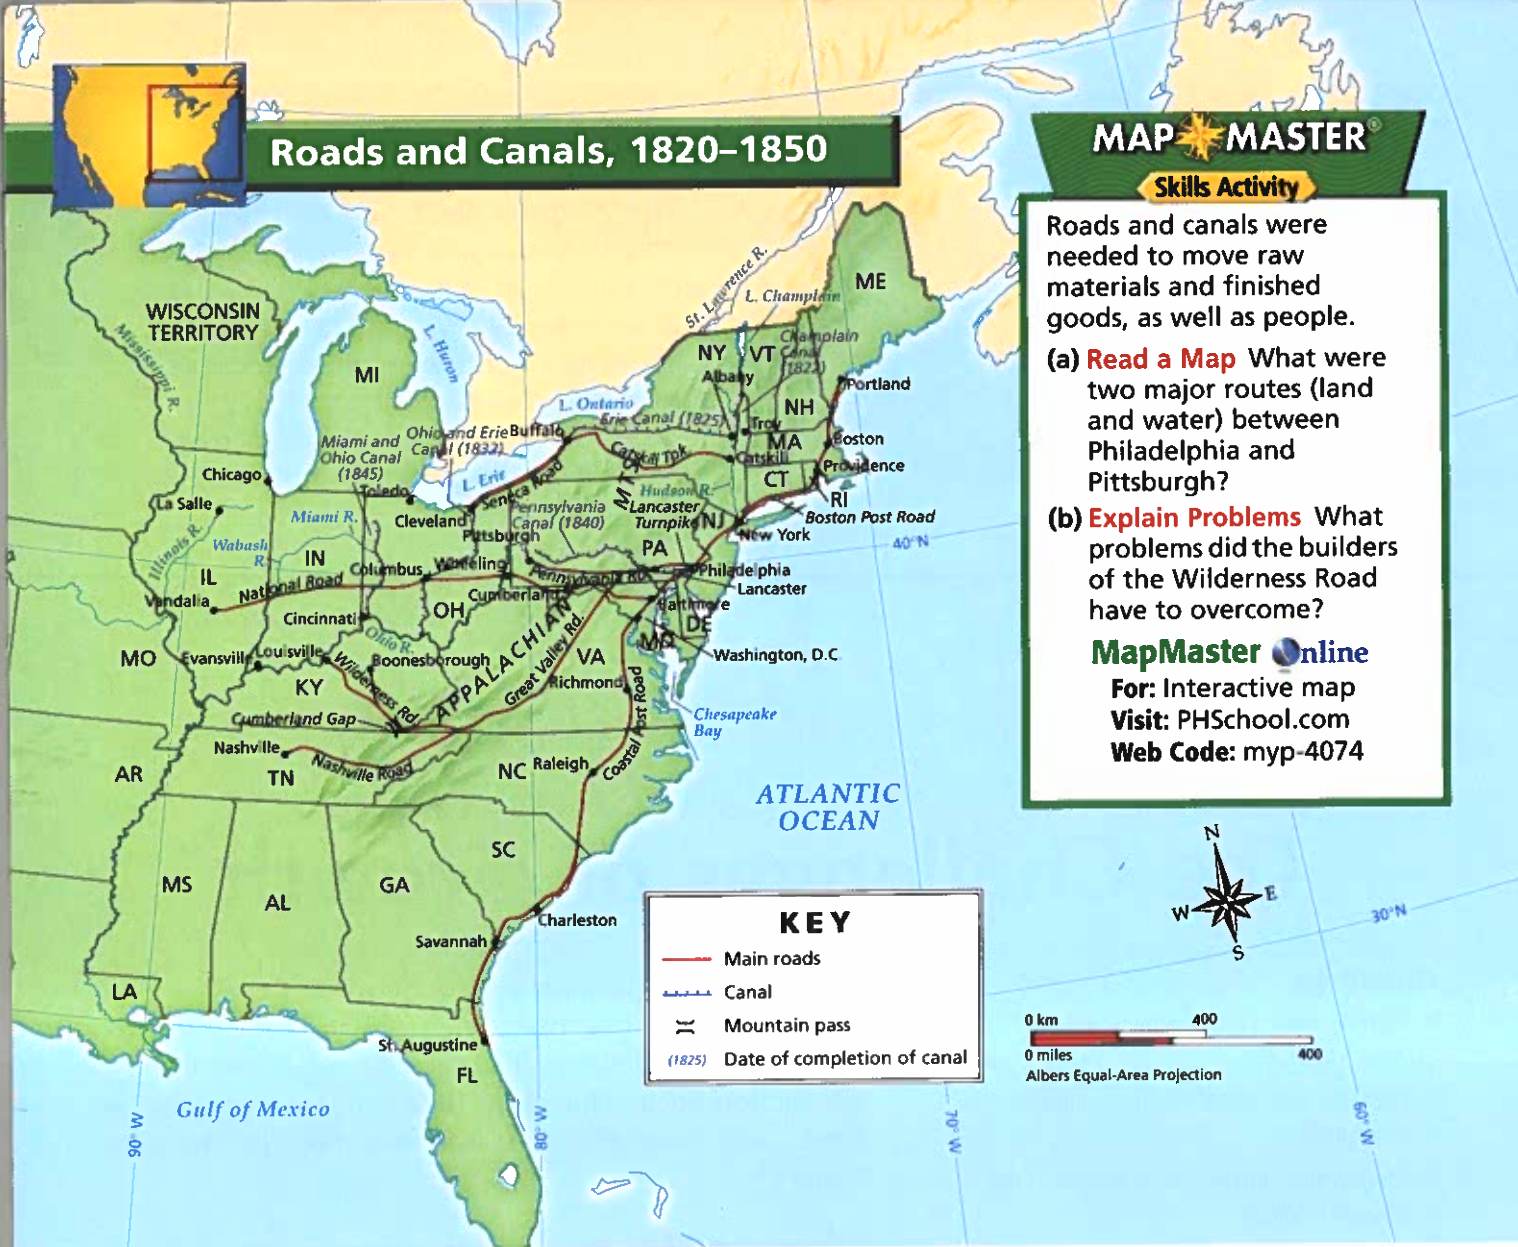 Roads and Canals, 1820–1850
MAP MASTER®
Skills Activity
Roads and canals were
needed to move raw
materials and finished
goods, as well as people.
(a) Read a Map What were
two major routes (land
and water) between
Philadelphia and
Pittsburgh?
(b) Explain Problems What
problems did the builders
of the Wilderness Road
have to overcome?
MapMaster Online
For: Interactive map
Visit: PHSchool.com
Web Code: myp-4074
WISCONSIN
TERRITORY
Mississippi R.
MI
L. Huron
St. Lawrence R.
L. Champlain
ME
NY
VT
Champlain
Canal
(1822)
Albany
Portland
L. Ontario
Erie Canal (1825)
NH
Troy
Buffalo
Ohio and Erie
Canal (1832)
Miami and
Ohio Canal
(1845)
MA
Boston
Catskill Tpk.
Catskill
Providence
Chicago
L. Erie
Seneca Road
MTS.
CT
RI
Hudson R.
Toledo
La Salle
Cleveland
Pennsylvania
Canal (1840)
Lancaster
Turnpike
NJ
Boston Post Road
Miami R.
Pittsburgh
New York
40°N
Illinois R.
Wabash
R.
IN
PA
IL
National Road
Columbus
Wheeling
Pennsylvania Rd.
Philadelphia
Lancaster
Vandalia
Cumberland
Baltimore
OH
Cincinnati
DE
MD
Ohio R.
APPALACHIAN
Great Valley Rd.
Washington, D.C.
MO
Evansville
Louisville
Boonesborough
VA
Wilderness Rd.
KY
Richmond
Coastal Post Road
Chesapeake
Bay
Cumberland Gap
Nashville
Nashville Road
AR
TN
NC
Raleigh
ATLANTIC
OCEAN
SC
MS
AL
GA
Charleston
Savannah
LA
St. Augustine
FL
Gulf of Mexico
KEY
Main roads
Canal
Mountain pass
(1825) Date of completion of canal
N
W
E
S
30°N
0 km 400
0 miles 400
Albers Equal-Area Projection
90° W
80° W
70° W
60° W